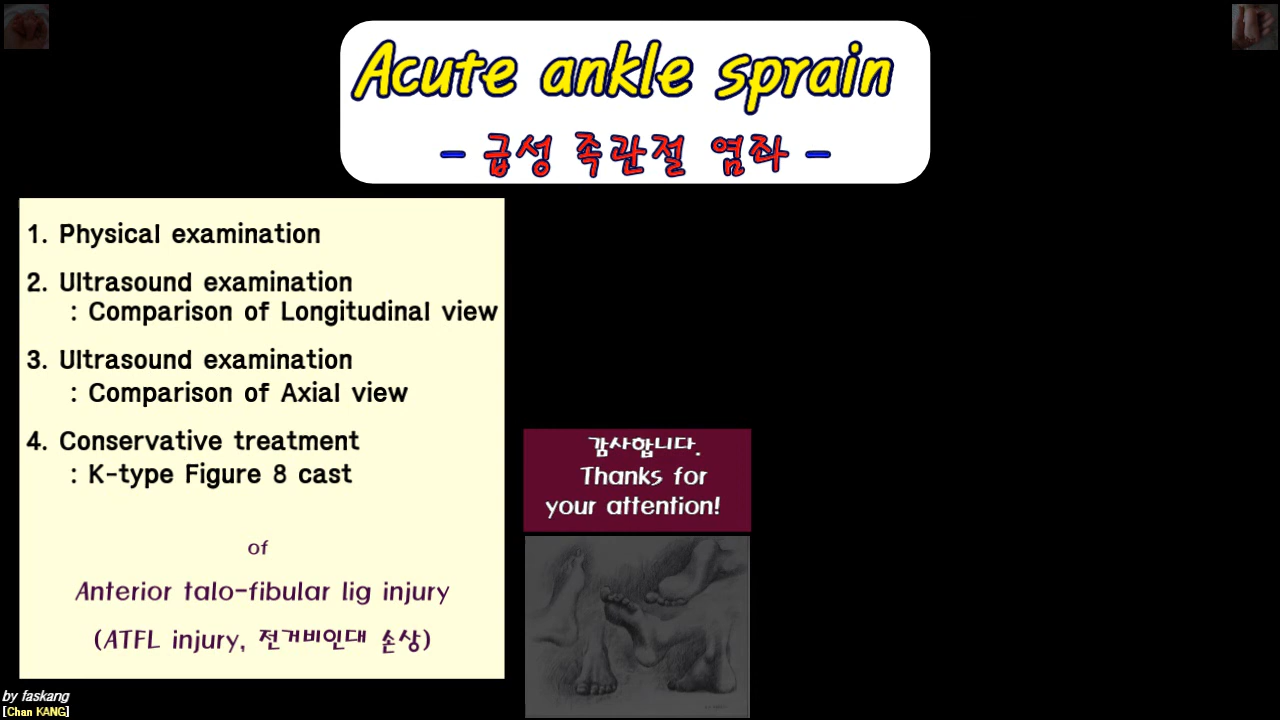 Acute ankle sprain
- 급성 족관절 염좌 -
1. Physical examination
2. Ultrasound examination
: Comparison of Longitudinal view
3. Ultrasound examination
: Comparison of Axial view
4. Conservative treatment
: K-type Figure 8 cast
of
Anterior talo-fibular lig injury
(ATFL injury, 전거비인대 손상)
감사합니다.
Thanks for
your attention!
by faskang
[Chan KANG]